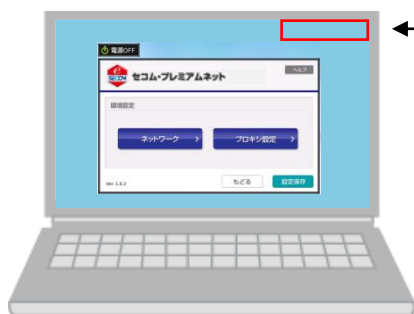 電源OFF
SECOM
セコム・プレミアムネット
ヘルプ
環境設定
ネットワーク
プロキシ設定
Ver 1.0.2
もどる
設定保存